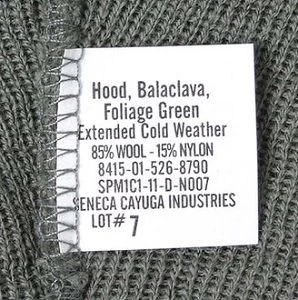 Hood, Balaclava,
Foliage Green
Extended Cold Weather
85% WOOL - 15% NYLON
8415-01-526-8790
SPM1C1-11-D-N007
SENECA CAYUGA INDUSTRIES
LOT# 7